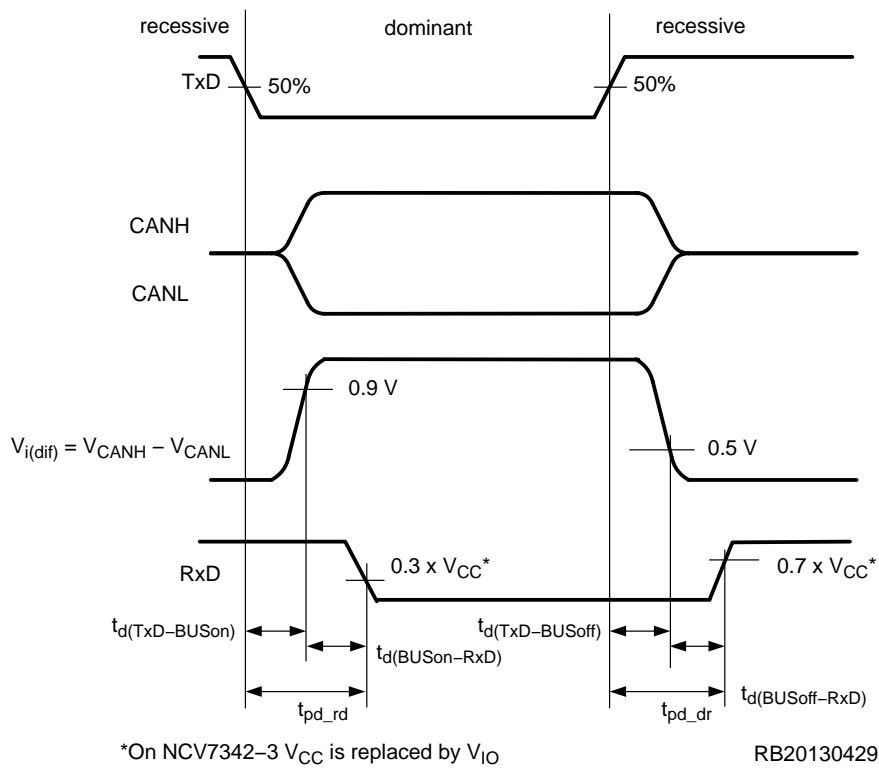 recessive dominant recessive
TxD 50% 50%
CANH
CANL
0.9 V
Vi(dif) = VCANH − VCANL 0.5 V
RxD 0.3 x VCC* 0.7 x VCC*
td(TxD−BUSon) td(TxD−BUSoff)
td(BUSon−RxD)
td(BUSoff−RxD)
tpd_rd tpd_dr
*On NCV7342−3 VCC is replaced by VIO RB20130429